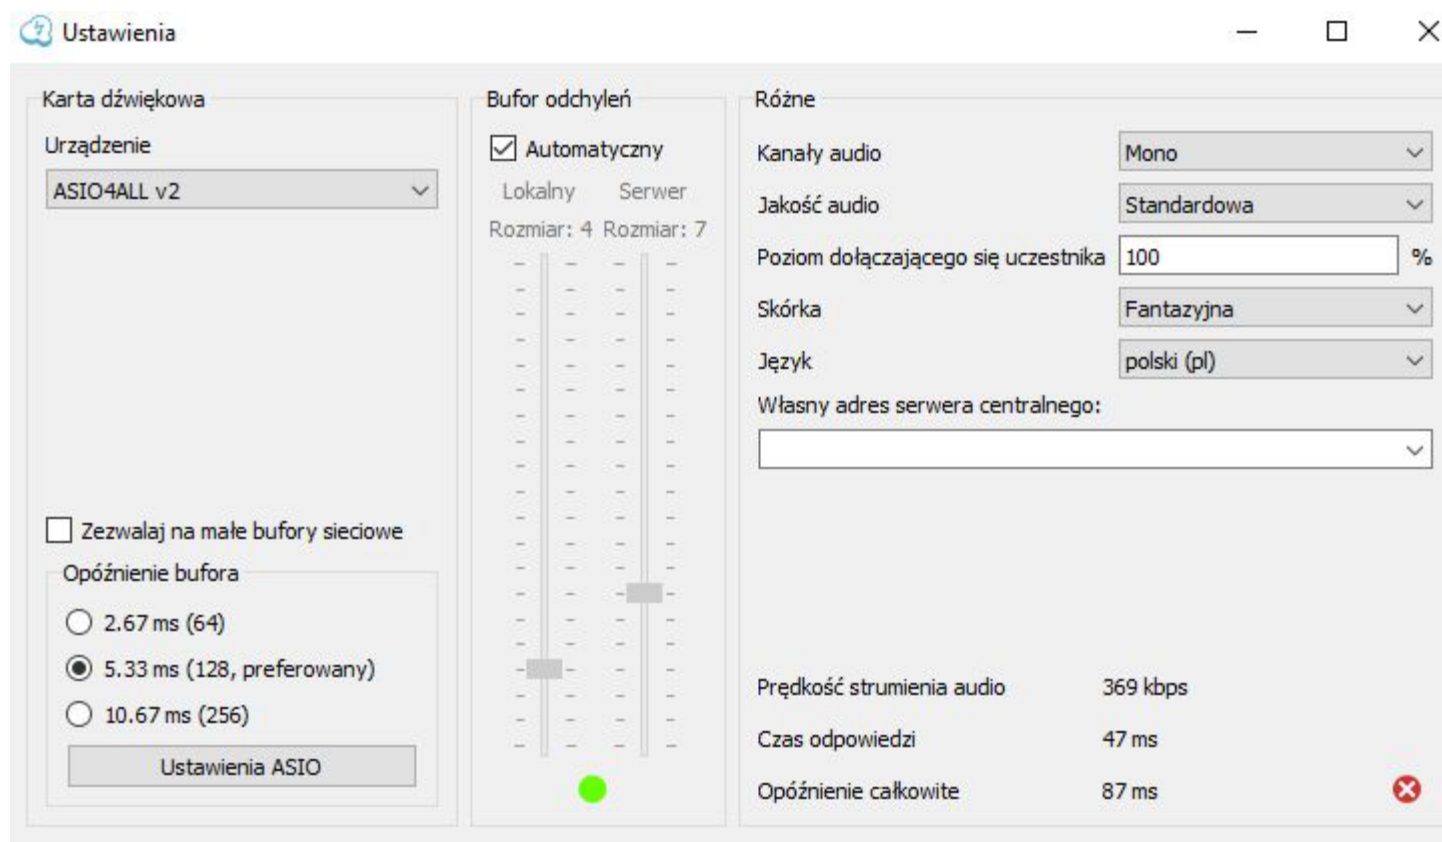 Ustawienia
Karta dźwiękowa
Urządzenie
ASIO4ALL v2
Zezwalaj na małe bufory sieciowe
Opóźnienie bufora
2.67 ms (64)
5.33 ms (128, preferowany)
10.67 ms (256)
Ustawienia ASIO
Bufor odchyleń
Automatyczny
Lokalny Serwer
Rozmiar: 4 Rozmiar: 7
Różne
Kanały audio Mono
Jakość audio Standardowa
Poziom dołączającego się uczestnika 100 %
Skórka Fantazyjna
Język polski (pl)
Własny adres serwera centralnego:
Prędkość strumienia audio 369 kbps
Czas odpowiedzi 47 ms
Opóźnienie całkowite 87 ms